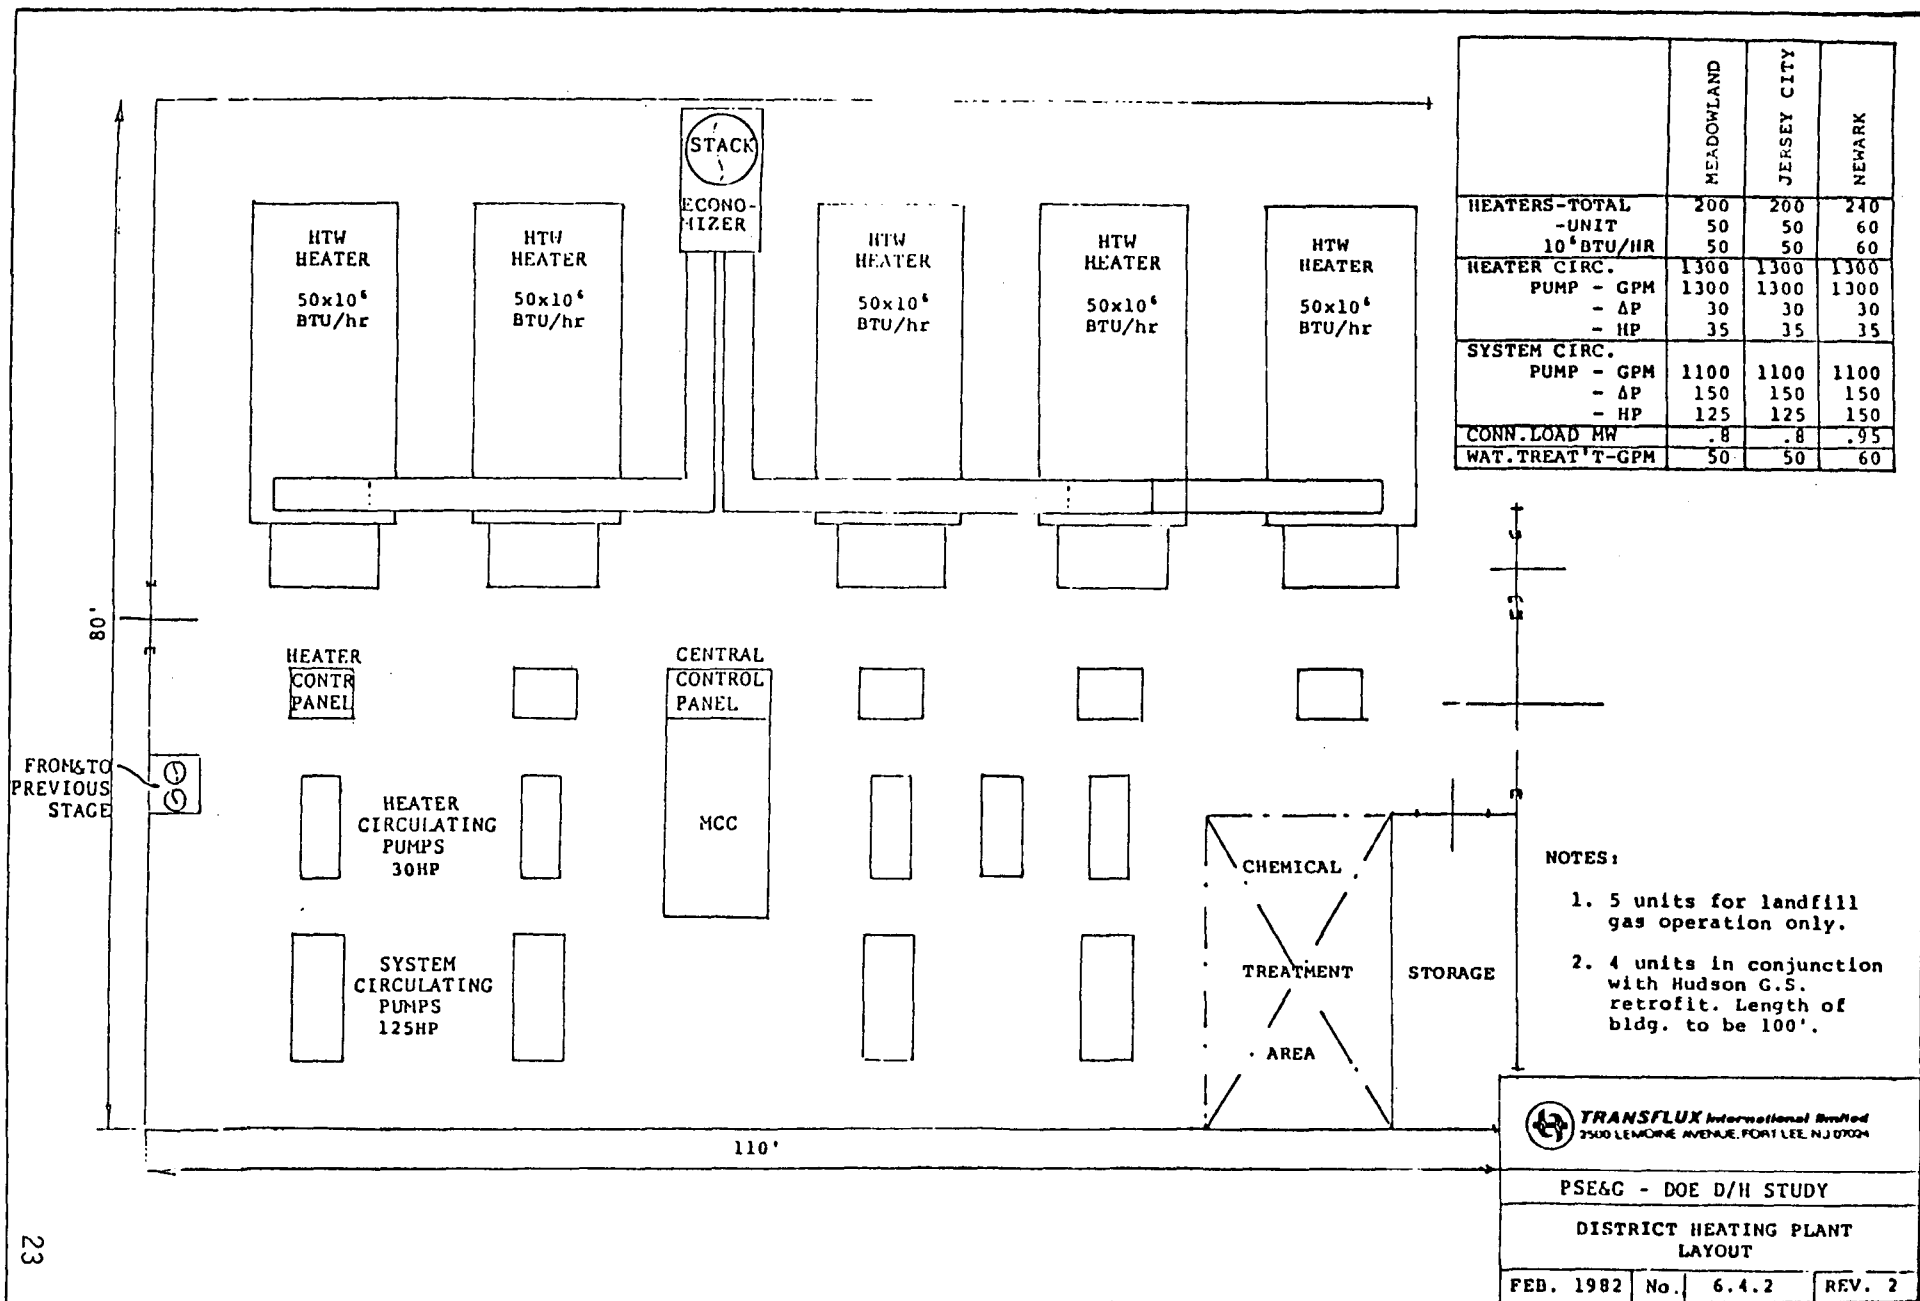 MEADOWLAND
JERSEY CITY
NEWARK
HEATERS-TOTAL 200 200 240
-UNIT 50 50 60
10⁶BTU/HR 50 50 60
HEATER CIRC. 1300 1300 1300
PUMP - GPM 1300 1300 1300
- ΔP 30 30 30
- HP 35 35 35
SYSTEM CIRC.
PUMP - GPM 1100 1100 1100
- ΔP 150 150 150
- HP 125 125 150
CONN.LOAD MW .8 .8 .95
WAT.TREAT'T-GPM 50 50 60
STACK
ECONO-
MIZER
HTW
HEATER
50x10⁶
BTU/hr
HTW
HEATER
50x10⁶
BTU/hr
HTW
HEATER
50x10⁶
BTU/hr
HTW
HEATER
50x10⁶
BTU/hr
HTW
HEATER
50x10⁶
BTU/hr
80'
HEATER
CONTR
PANEL
CENTRAL
CONTROL
PANEL
FROM&TO
PREVIOUS
STAGE
HEATER
CIRCULATING
PUMPS
30HP
MCC
SYSTEM
CIRCULATING
PUMPS
125HP
CHEMICAL
TREATMENT
AREA
STORAGE
110'
NOTES:
1. 5 units for landfill
gas operation only.
2. 4 units in conjunction
with Hudson G.S.
retrofit. Length of
bldg. to be 100'.
TRANSFLUX International limited
2500 LEMOINE AVENUE, FORT LEE, NJ 07024
PSE&G - DOE D/H STUDY
DISTRICT HEATING PLANT
LAYOUT
FEB. 1982 No. 6.4.2 REV. 2
23